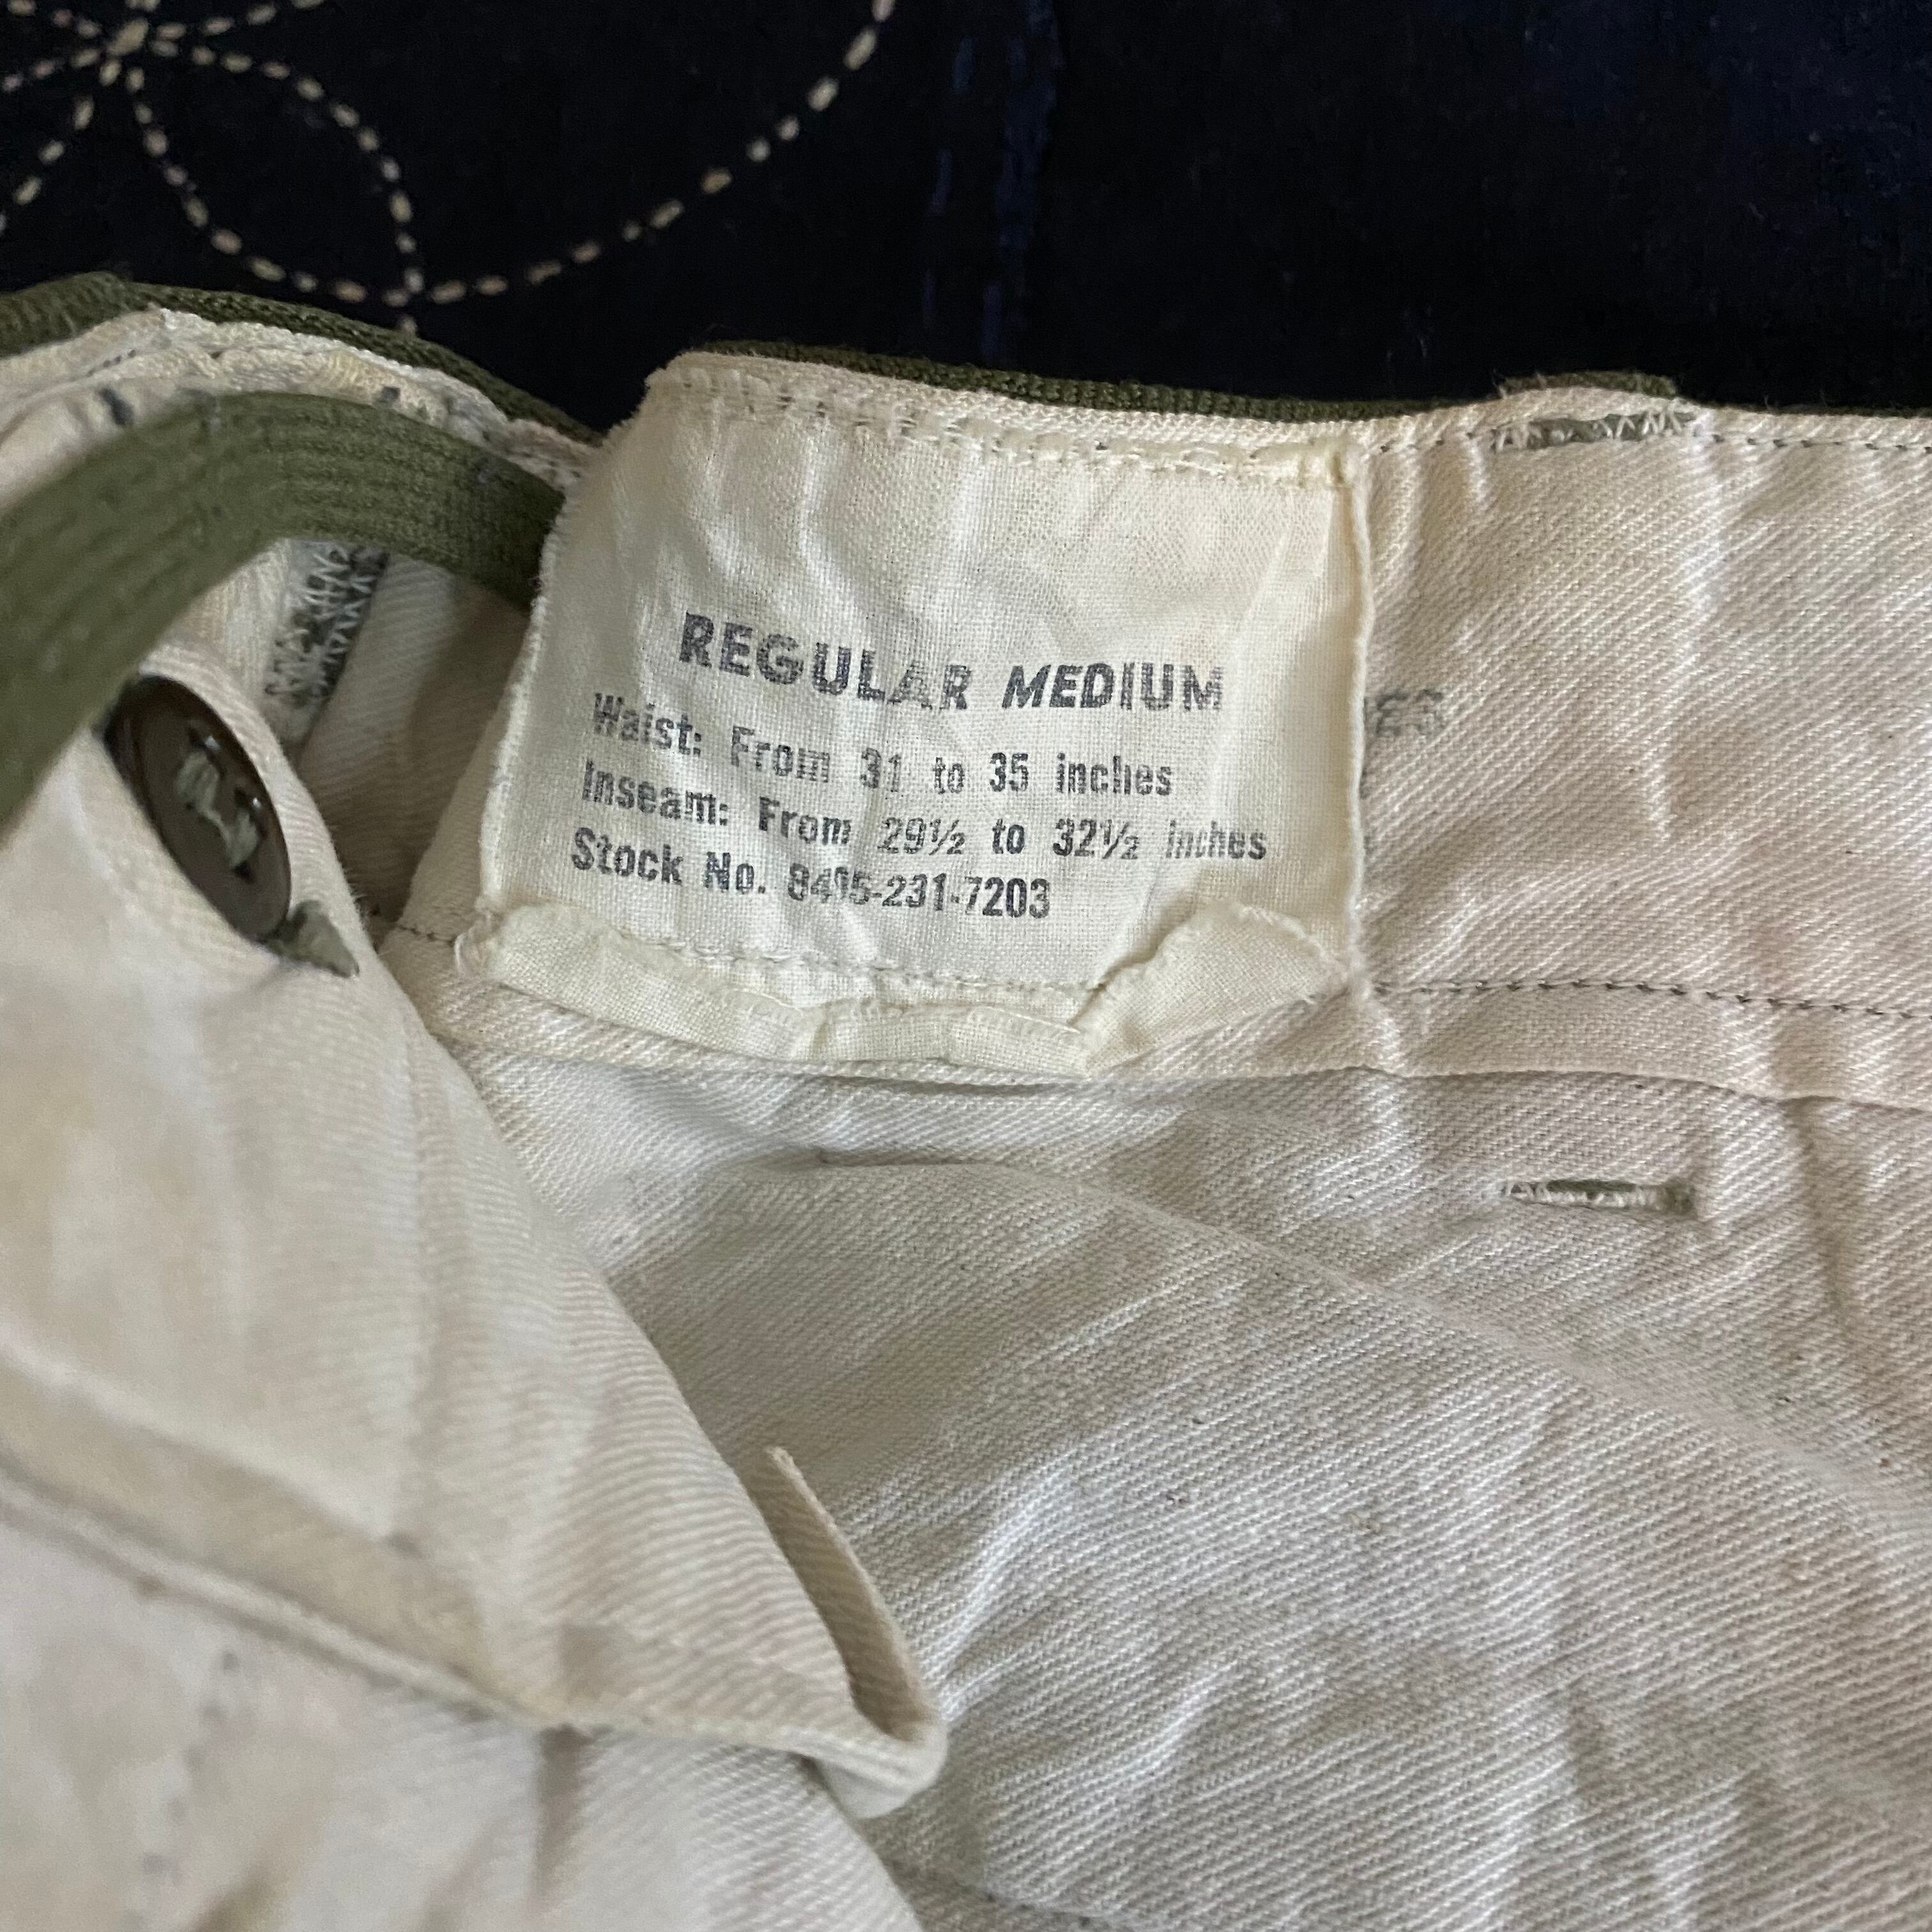 REGULAR MEDIUM
Waist: From 31 to 35 inches
Inseam: From 29½ to 32½ inches
Stock No. 8415-231-7203